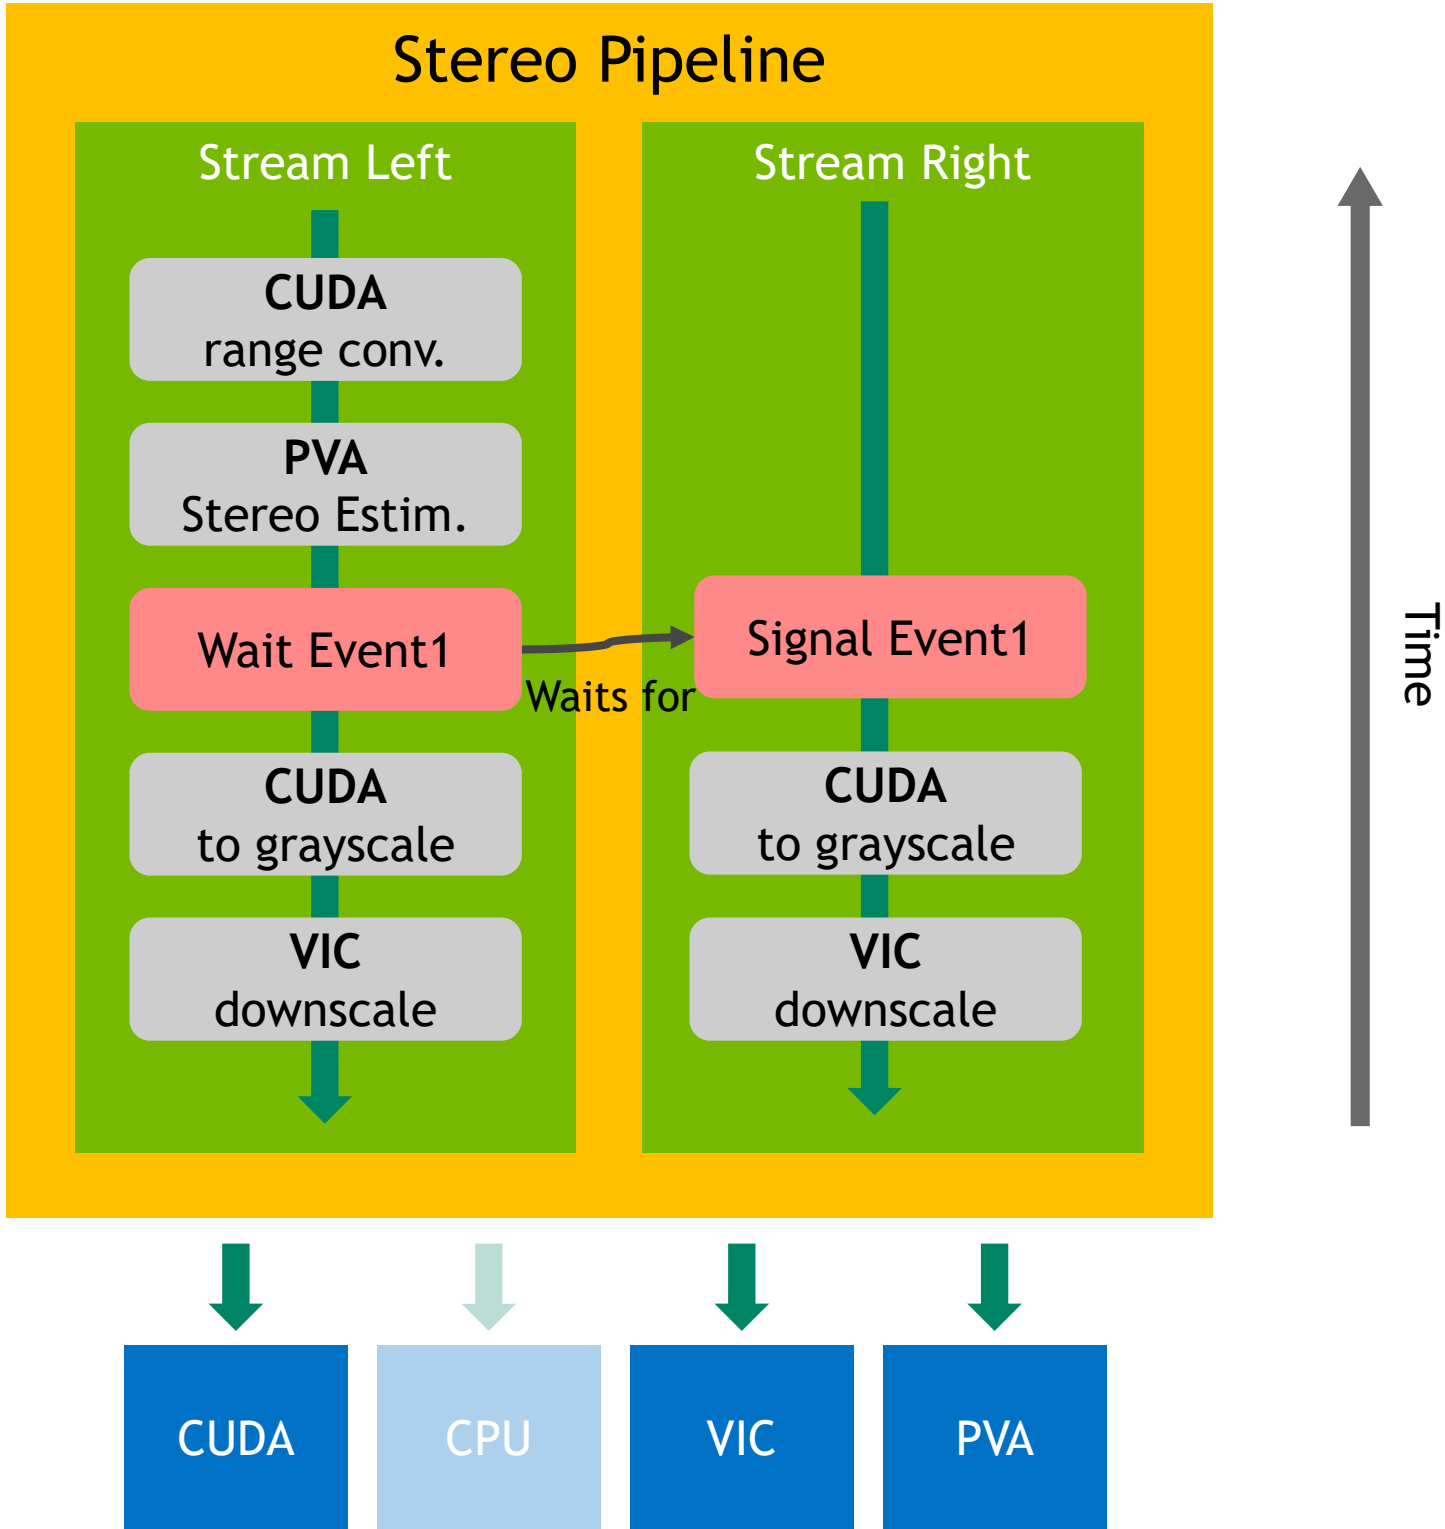 Stereo Pipeline
Stream Left
CUDA
range conv.
PVA
Stereo Estim.
Wait Event1
Waits for
CUDA
to grayscale
VIC
downscale
Stream Right
Signal Event1
CUDA
to grayscale
VIC
downscale
Time
CUDA
CPU
VIC
PVA